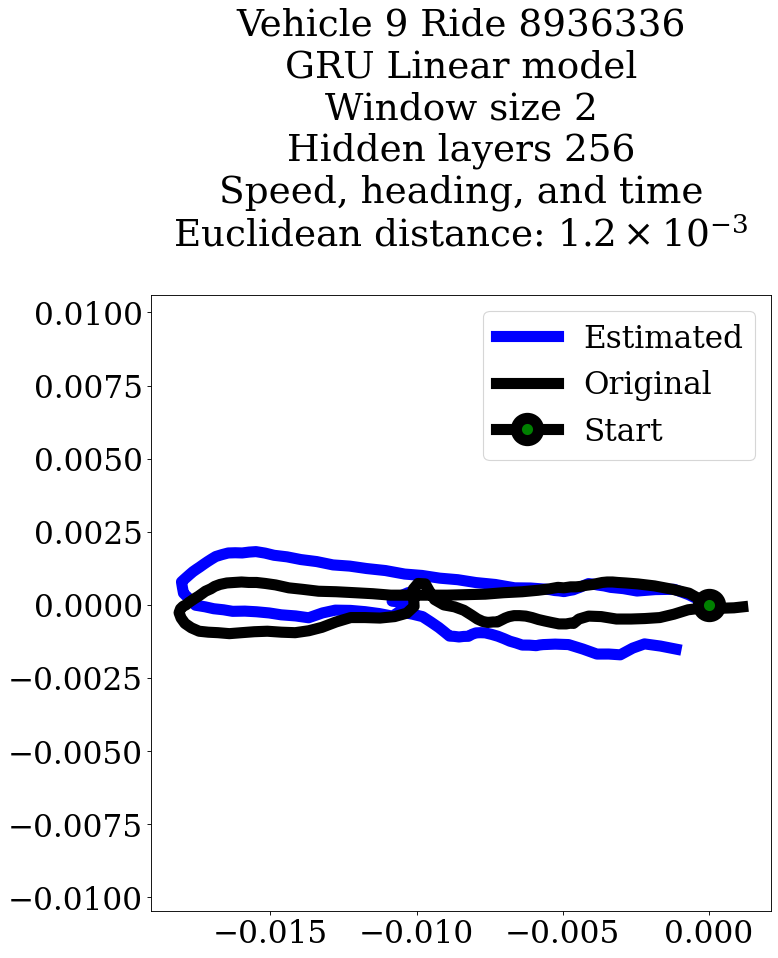 Vehicle 9 Ride 8936336
GRU Linear model
Window size 2
Hidden layers 256
Speed, heading, and time
Euclidean distance: 1.2 × 10⁻³
Estimated
Original
Start
0.0100
0.0075
0.0050
0.0025
0.0000
−0.0025
−0.0050
−0.0075
−0.0100
−0.015 −0.010 −0.005 0.000